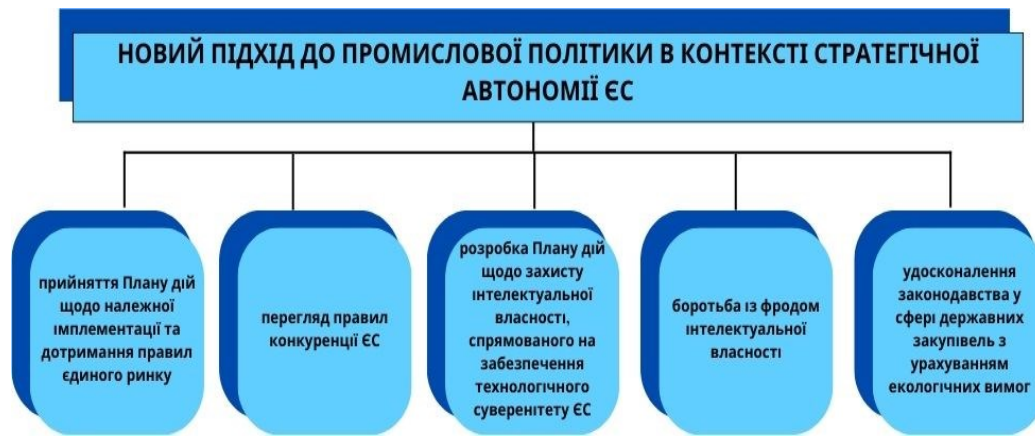 НОВИЙ ПІДХІД ДО ПРОМИСЛОВОЇ ПОЛІТИКИ В КОНТЕКСТІ СТРАТЕГІЧНОЇ
АВТОНОМІЇ ЄС
прийняття Плану дій
щодо належної
імплементації та
дотримання правил
єдиного ринку
перегляд правил
конкуренції ЄС
розробка Плану дій
щодо захисту
інтелектуальної
власності,
спрямованого на
забезпечення
технологічного
суверенітету ЄС
боротьба із фродом
інтелектуальної
власності
удосконалення
законодавства у
сфері державних
закупівель з
урахуванням
екологічних вимог